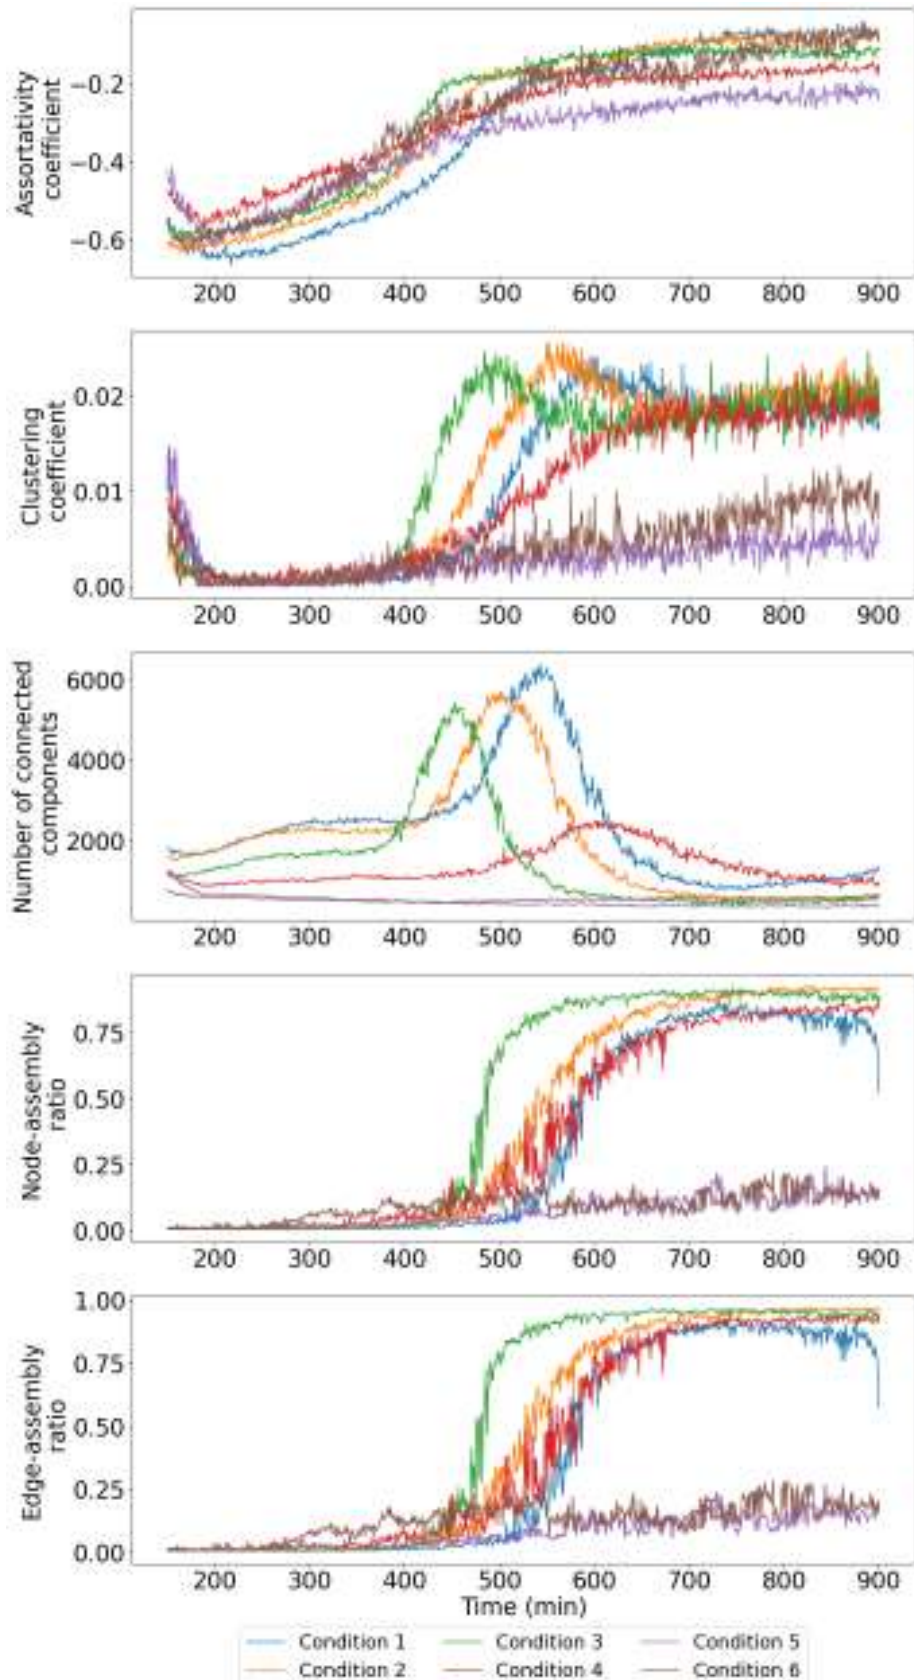 Assortativity
coefficient
−0.2
−0.4
−0.6
200 300 400 500 600 700 800 900
Clustering
coefficient
0.02
0.01
0.00
200 300 400 500 600 700 800 900
Number of connected
components
6000
4000
2000
200 300 400 500 600 700 800 900
Node-assembly
ratio
0.75
0.50
0.25
0.00
200 300 400 500 600 700 800 900
Edge-assembly
ratio
1.00
0.75
0.50
0.25
0.00
200 300 400 500 600 700 800 900
Time (min)
Condition 1 Condition 3 Condition 5
Condition 2 Condition 4 Condition 6